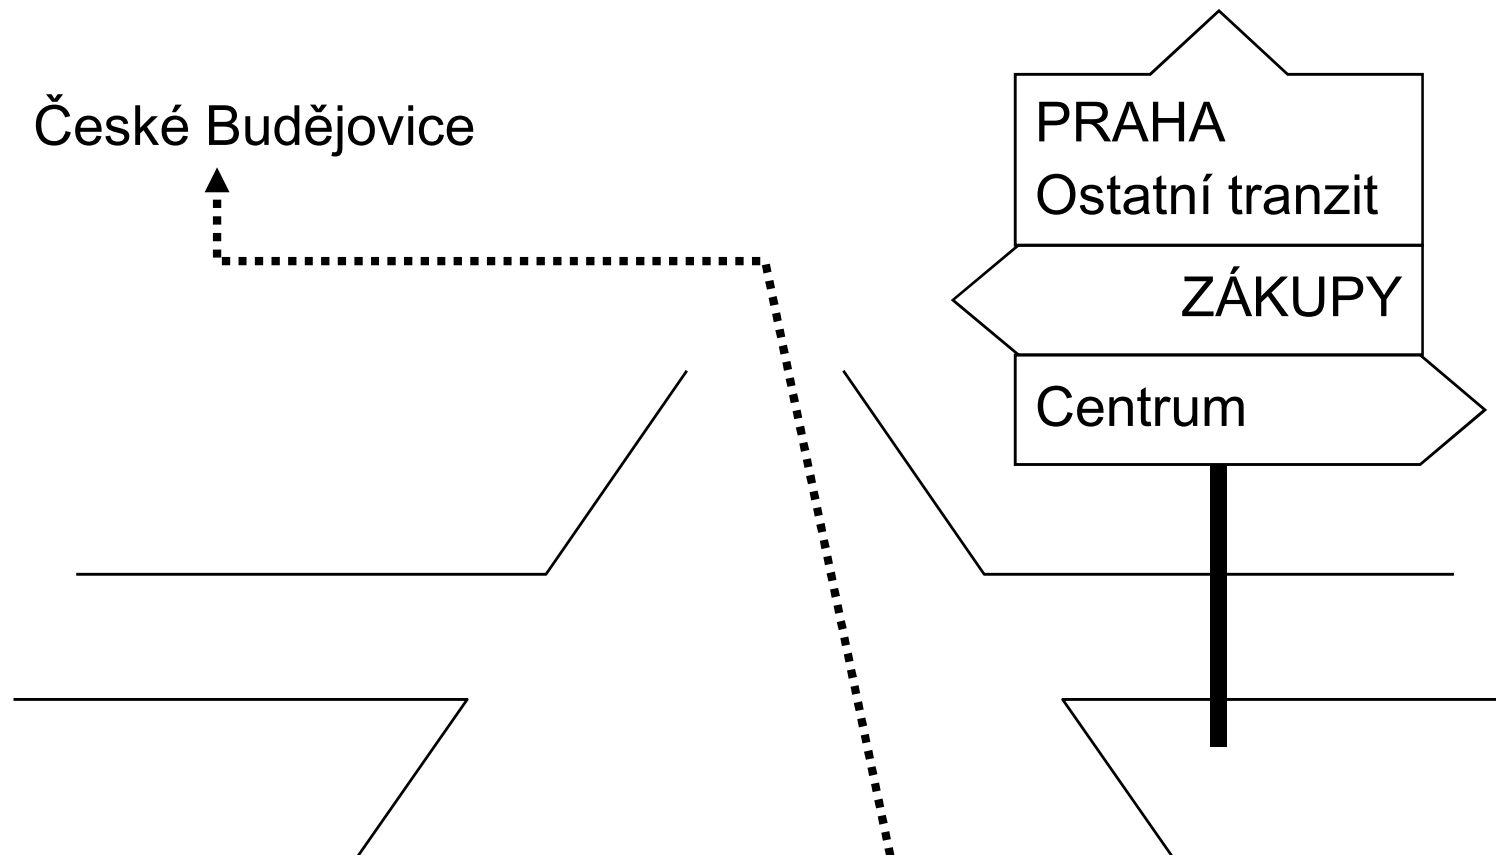 České Budějovice
PRAHA
Ostatní tranzit
ZÁKUPY
Centrum